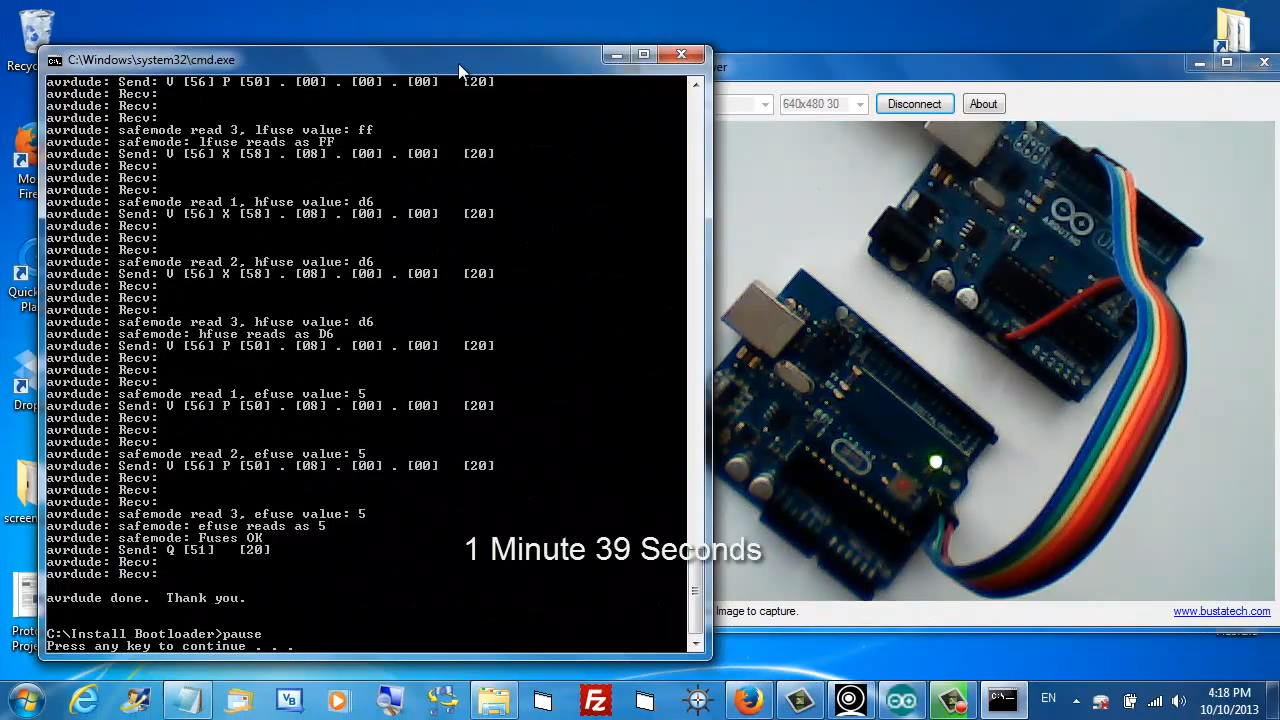 C:\Windows\system32\cmd.exe
avrdude: Send: V [56] P [50] . [00] . [00] . [00]   [20]
avrdude: Recv:
avrdude: Recv:
avrdude: Recv:
avrdude: safemode read 3, lfuse value: ff
avrdude: safemode: lfuse reads as FF
avrdude: Send: V [56] X [58] . [08] . [00] . [00]   [20]
avrdude: Recv:
avrdude: Recv:
avrdude: Recv:
avrdude: safemode read 1, hfuse value: d6
avrdude: Send: V [56] X [58] . [08] . [00] . [00]   [20]
avrdude: Recv:
avrdude: Recv:
avrdude: Recv:
avrdude: safemode read 2, hfuse value: d6
avrdude: Send: V [56] X [58] . [08] . [00] . [00]   [20]
avrdude: Recv:
avrdude: Recv:
avrdude: Recv:
avrdude: safemode read 3, hfuse value: d6
avrdude: safemode: hfuse reads as D6
avrdude: Send: V [56] P [50] . [08] . [00] . [00]   [20]
avrdude: Recv:
avrdude: Recv:
avrdude: Recv:
avrdude: safemode read 1, efuse value: 5
avrdude: Send: V [56] P [50] . [08] . [00] . [00]   [20]
avrdude: Recv:
avrdude: Recv:
avrdude: Recv:
avrdude: safemode read 2, efuse value: 5
avrdude: Send: V [56] P [50] . [08] . [00] . [00]   [20]
avrdude: Recv:
avrdude: Recv:
avrdude: Recv:
avrdude: safemode read 3, efuse value: 5
avrdude: safemode: efuse reads as 5
avrdude: safemode: Fuses OK
avrdude: Send: Q [51]   [20]
avrdude: Recv:
avrdude: Recv:
avrdude done.  Thank you.
C:\Install_Bootloader>pause
Press any key to continue . . .
1 Minute 39 Seconds
640x480 30
Disconnect
About
ARDUINO
Image to capture.
www.bustatech.com
EN
4:18 PM
10/10/2013